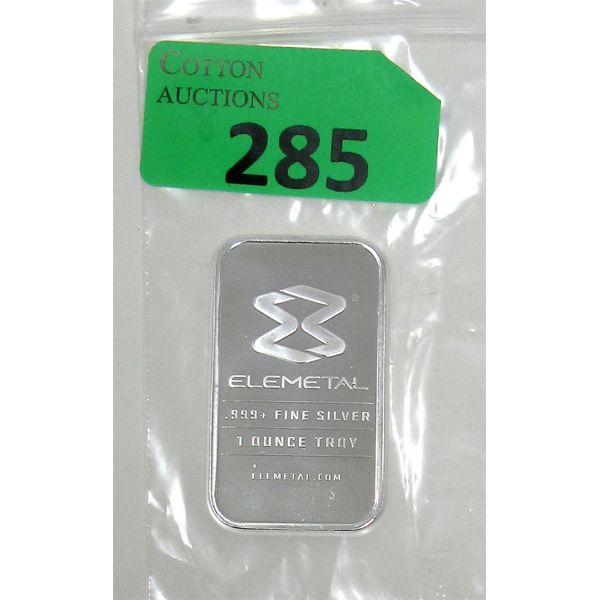 COTTON
AUCTIONS
285
®
ELEMETAL
.999+ FINE SILVER
1 OUNCE TROY
ELEMETAL.COM